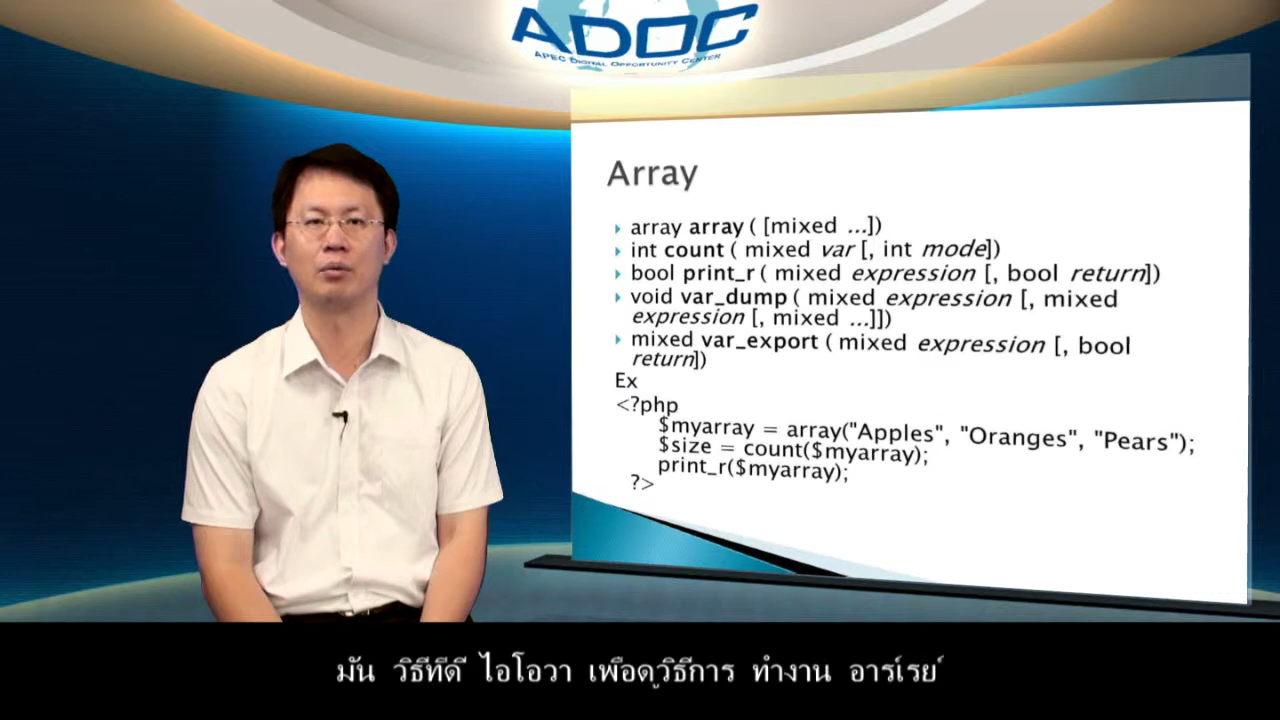 ADOC
APEC DIGITAL OPPORTUNITY CENTER
Array
array array ( [mixed ...])
int count ( mixed var [, int mode])
bool print_r ( mixed expression [, bool return])
void var_dump ( mixed expression [, mixed
expression [, mixed ...]])
mixed var_export ( mixed expression [, bool
return])
Ex
<?php
$myarray = array("Apples", "Oranges", "Pears");
$size = count($myarray);
print_r($myarray);
?>
มัน วิธีที่ดี ไอโอวา เพื่อดูวิธีการ ทำงาน อาร์เรย์